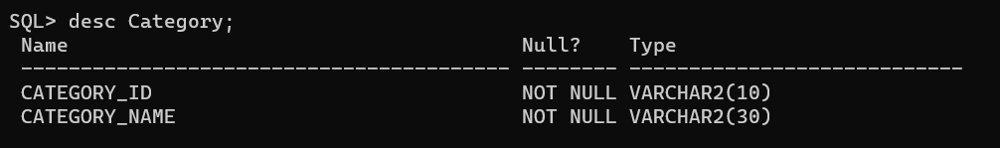 SQL> desc Category;
Name Null? Type
----------------------------------------- -------- ----------------------------
CATEGORY_ID NOT NULL VARCHAR2(10)
CATEGORY_NAME NOT NULL VARCHAR2(30)